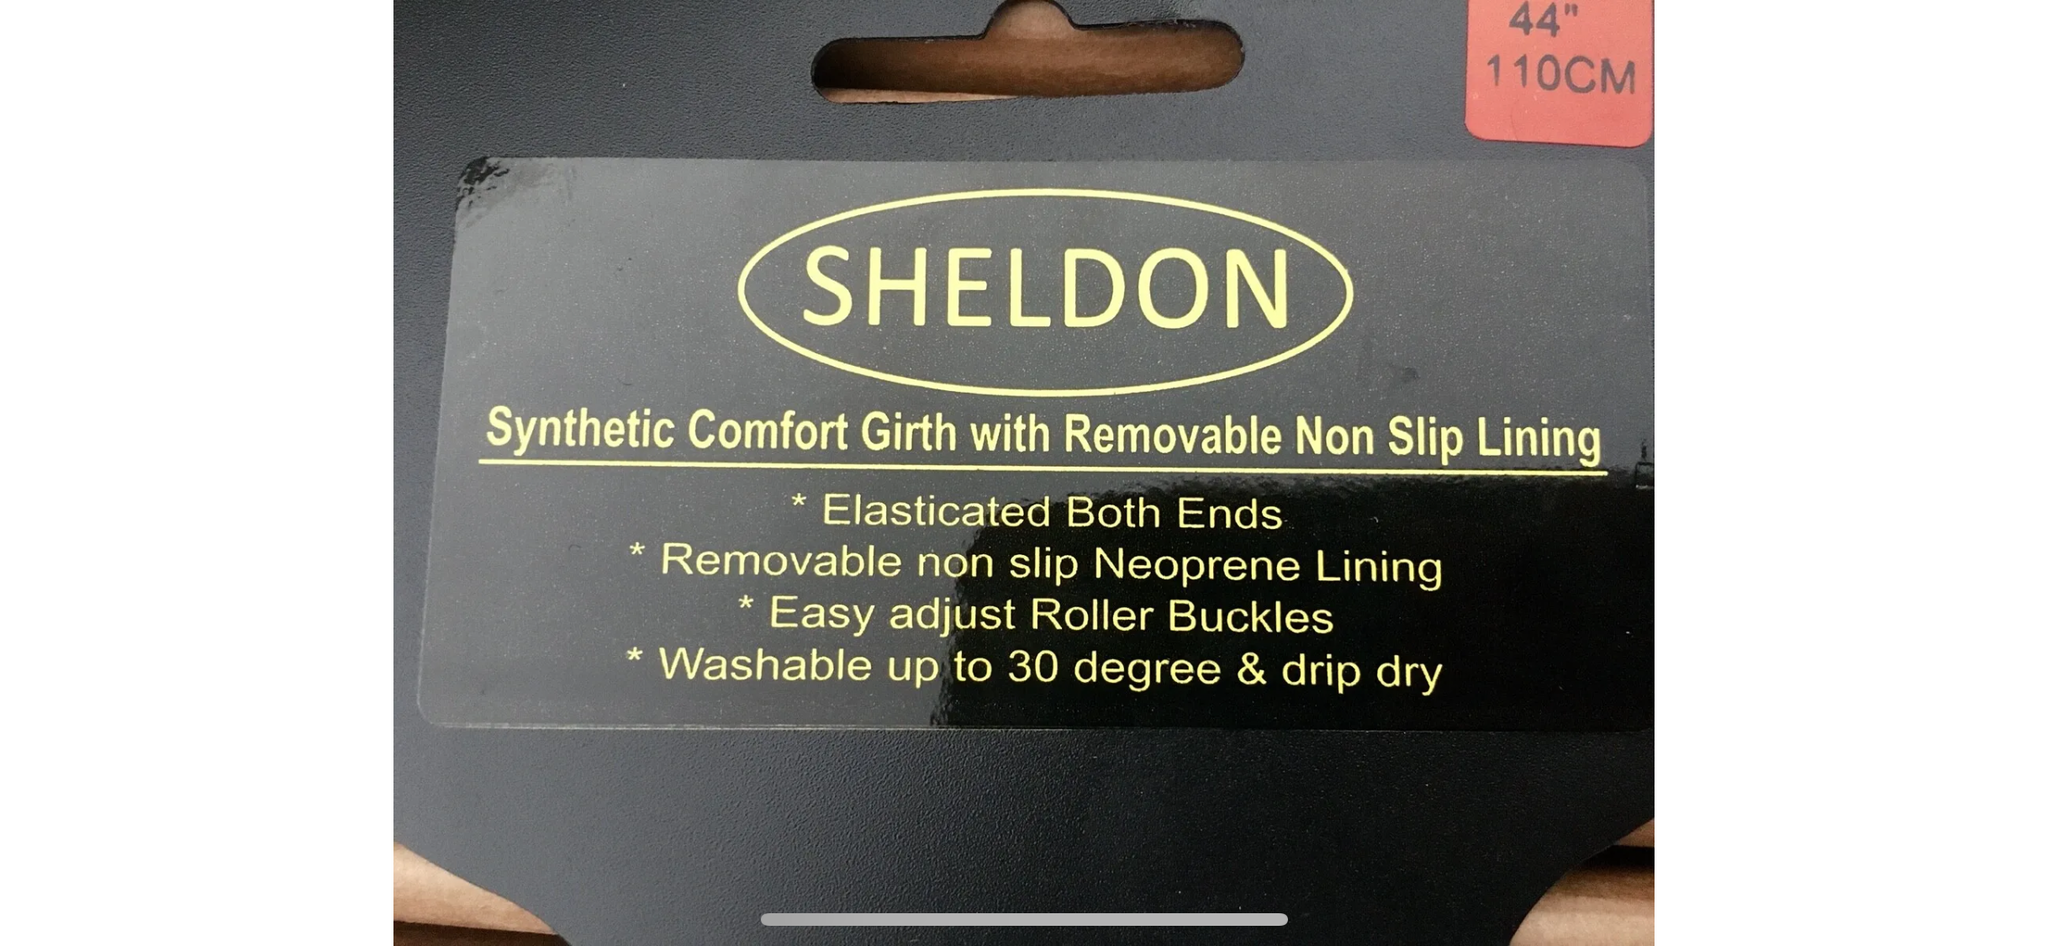 44"
110CM
SHELDON
Synthetic Comfort Girth with Removable Non Slip Lining
* Elasticated Both Ends
* Removable non slip Neoprene Lining
* Easy adjust Roller Buckles
* Washable up to 30 degree & drip dry